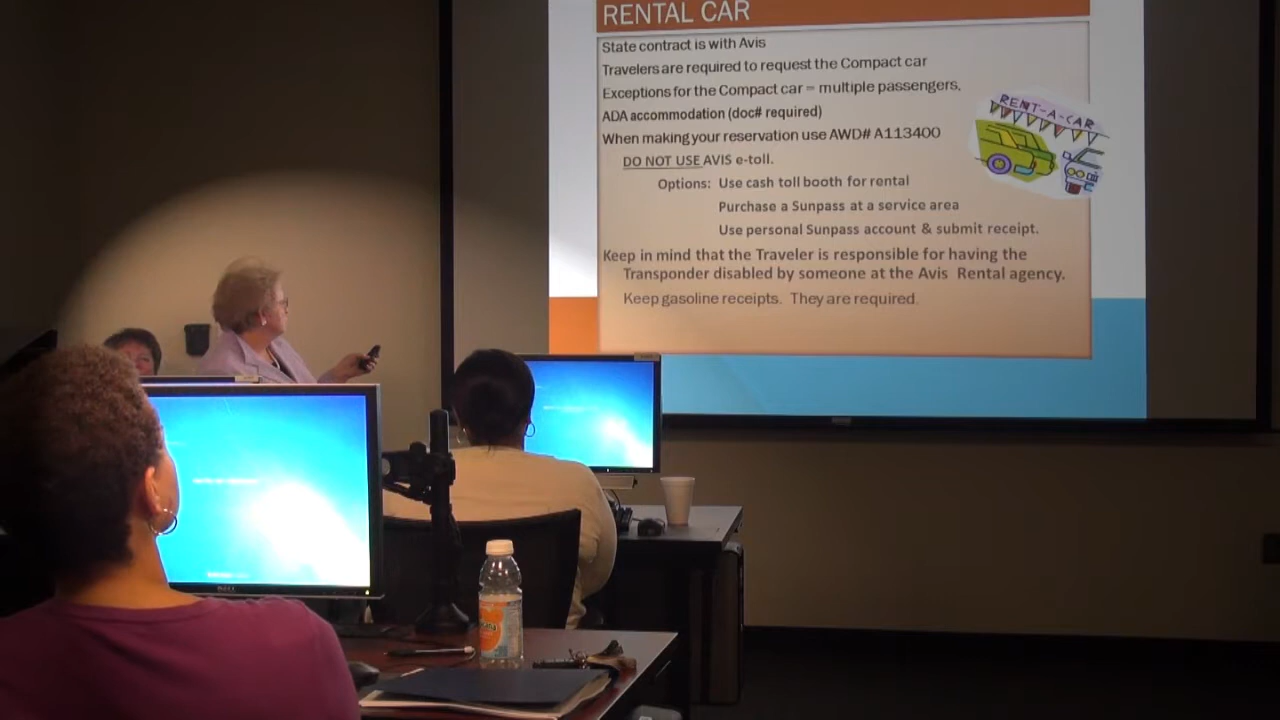 RENTAL CAR
State contract is with Avis
Travelers are required to request the Compact car
Exceptions for the Compact car = multiple passengers,
ADA accommodation (doc# required)
When making your reservation use AWD# A113400
DO NOT USE AVIS e-toll.
Options: Use cash toll booth for rental
Purchase a Sunpass at a service area
Use personal Sunpass account & submit receipt.
Keep in mind that the Traveler is responsible for having the
Transponder disabled by someone at the Avis Rental agency.
Keep gasoline receipts. They are required.
RENT-A-CAR
DELL